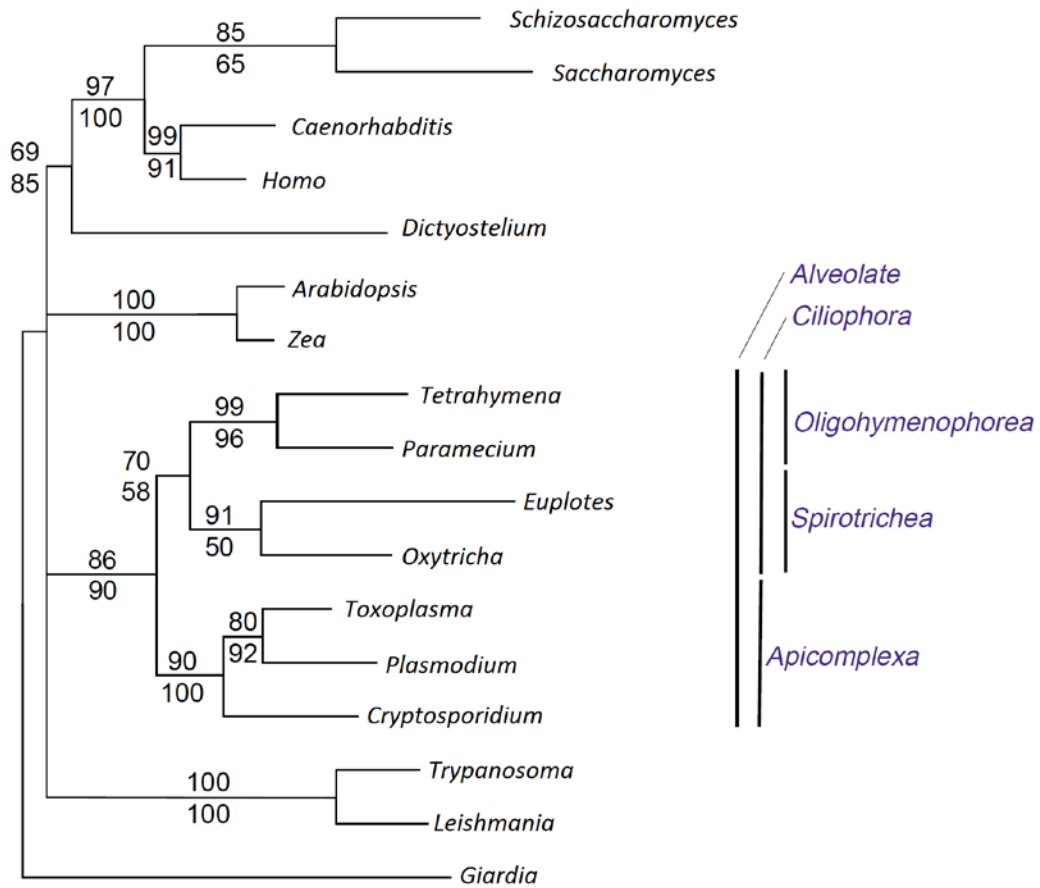 Schizosaccharomyces
85
65
Saccharomyces
97
100
Caenorhabditis
99
91
Homo
69
85
Dictyostelium
Alveolate
Arabidopsis
100
100
Ciliophora
Zea
Tetrahymena
99
96
Oligohymenophorea
Paramecium
70
58
Euplotes
91
50
Spirotrichea
Oxytricha
86
90
Toxoplasma
80
92
Plasmodium
Apicomplexa
90
100
Cryptosporidium
Trypanosoma
100
100
Leishmania
Giardia